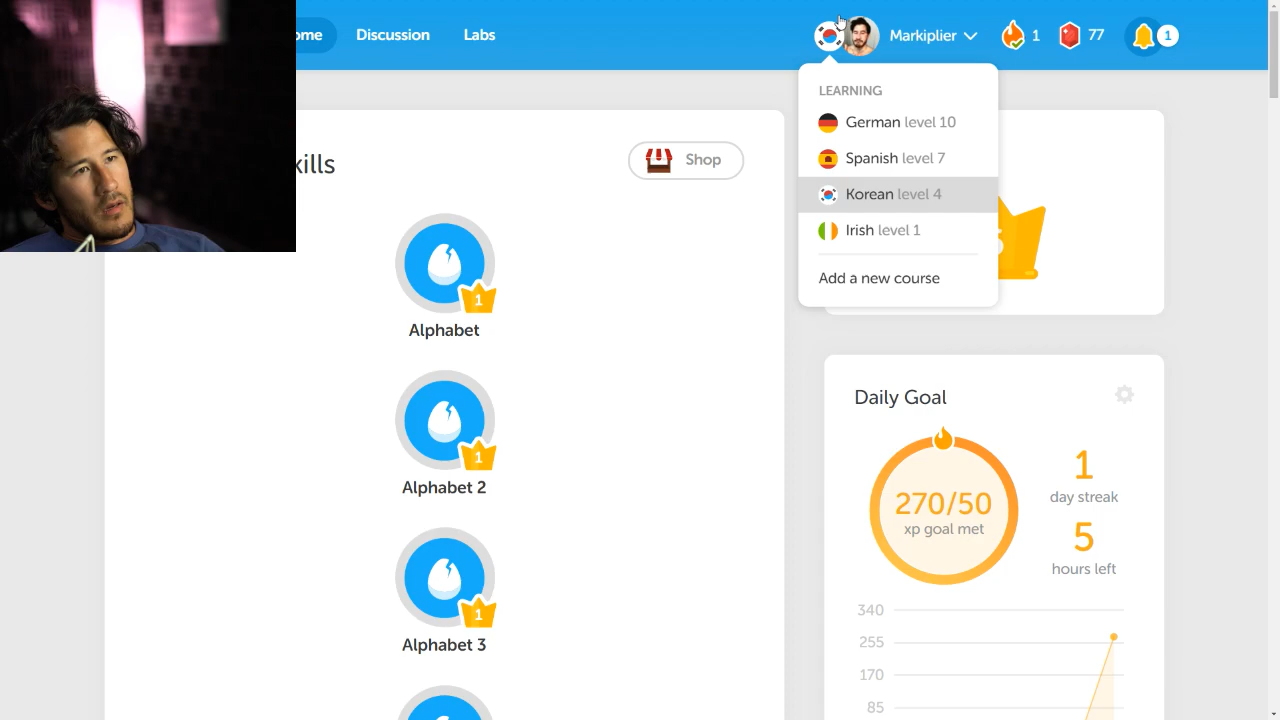 ome
Discussion
Labs
Markiplier
1
77
1
LEARNING
German level 10
Spanish level 7
Korean level 4
Irish level 1
Add a new course
kills
Shop
1
Alphabet
1
Alphabet 2
1
Alphabet 3
Daily Goal
270/50
xp goal met
1
day streak
5
hours left
340
255
170
85